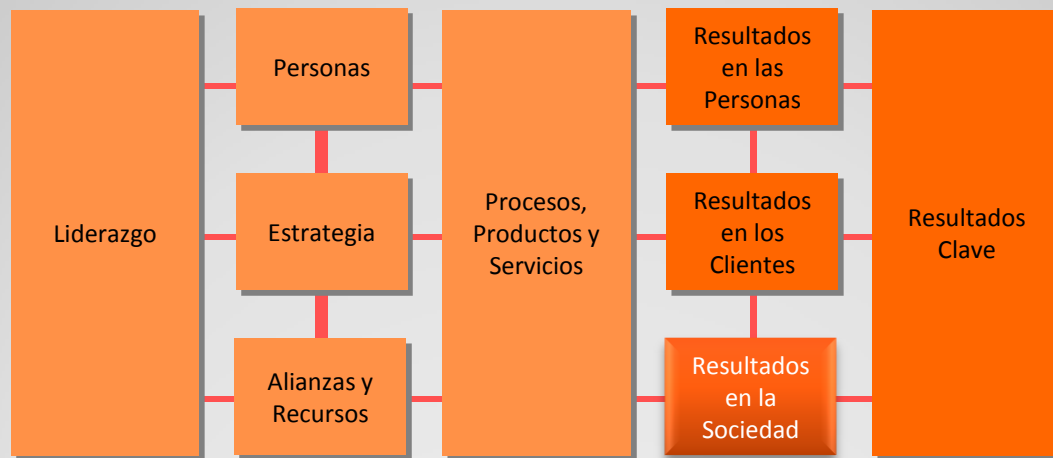 Liderazgo
Personas
Estrategia
Alianzas y
Recursos
Procesos,
Productos y
Servicios
Resultados
en las
Personas
Resultados
en los
Clientes
Resultados
en la
Sociedad
Resultados
Clave